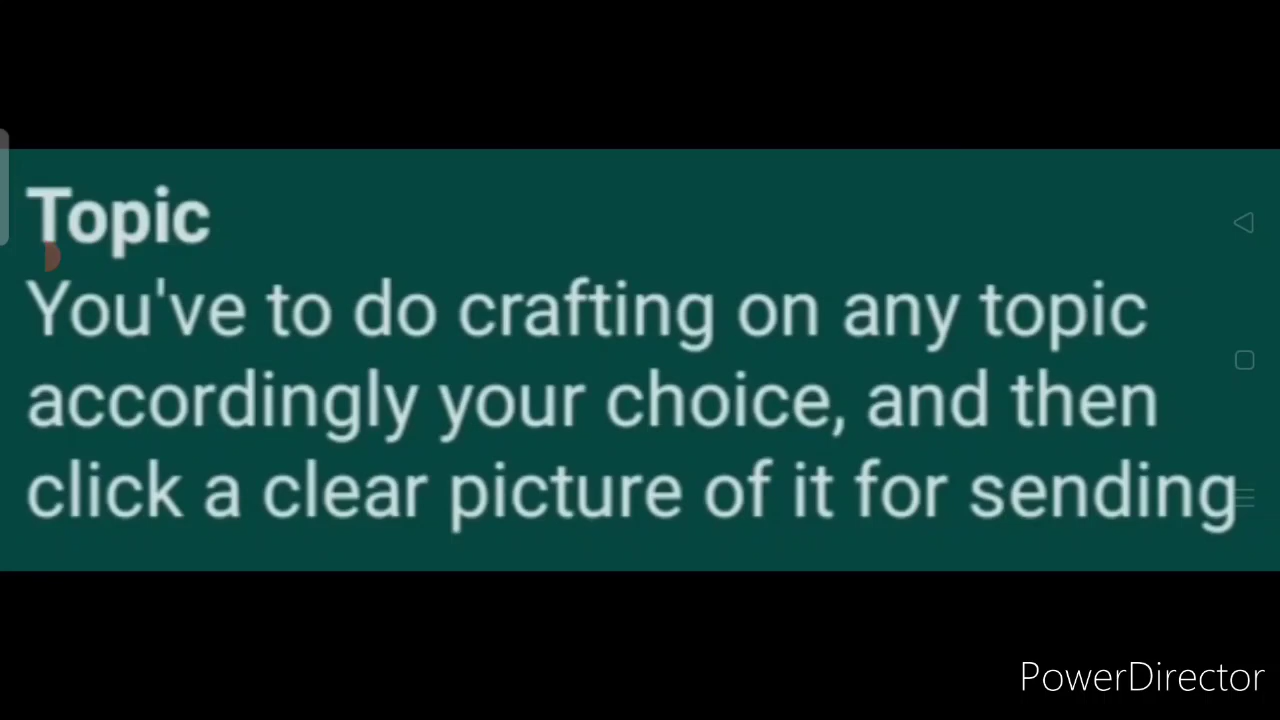 Topic
You've to do crafting on any topic
accordingly your choice, and then
click a clear picture of it for sending
PowerDirector